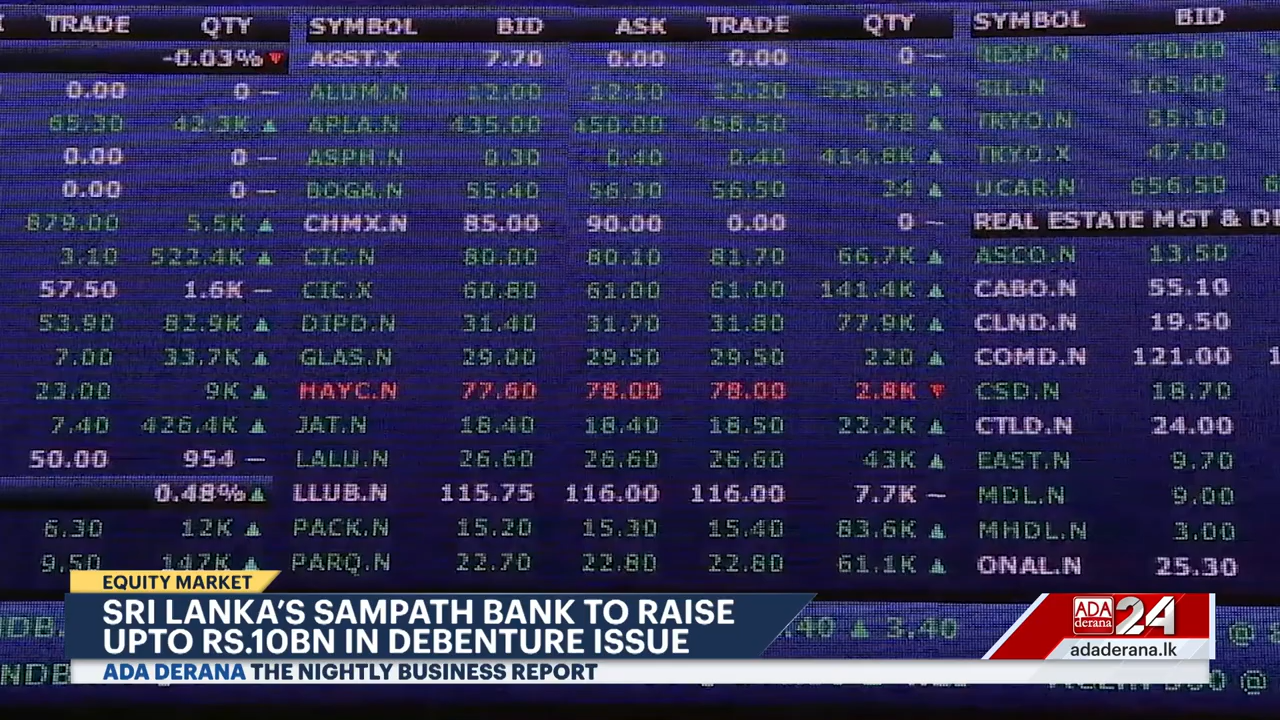 TRADE QTY SYMBOL BID ASK TRADE QTY SYMBOL BID
-0.03% AGST.X 7.70 0.00 0.00 0 — REXP.N 450.00
0.00 0 — ALUM.N 12.00 12.10 12.20 528.6K SIL.N 165.00
65.30 42.3K APLA.N 435.00 450.00 458.50 578 TKYO.N 55.10
0.00 0 — ASPH.N 0.30 0.40 0.40 414.8K TKYO.X 47.00
0.00 0 — BOGA.N 55.40 56.30 56.50 24 UCAR.N 656.50
879.00 5.5K CHMX.N 85.00 90.00 0.00 0 — REAL ESTATE MGT &
3.10 522.4K CIC.N 80.00 80.10 81.70 66.7K ASCO.N 13.50
57.50 1.6K — CIC.X 60.80 61.00 61.00 141.4K CABO.N 55.10
53.90 82.9K DIPD.N 31.40 31.70 31.80 77.9K CLND.N 19.50
7.00 33.7K GLAS.N 29.00 29.50 29.50 220 COMD.N 121.00
23.00 9K HAYC.N 77.60 78.00 78.00 2.8K CSD.N 18.70
7.40 426.4K JAT.N 18.40 18.40 18.50 22.2K CTLD.N 24.00
50.00 954 — LALU.N 26.60 26.60 26.60 43K EAST.N 9.70
0.48% LLUB.N 115.75 116.00 116.00 7.7K — MDL.N 9.00
6.30 12K PACK.N 15.20 15.30 15.40 83.6K MHDL.N 3.00
9.50 147K PARQ.N 22.70 22.80 22.80 61.1K ONAL.N 25.30
EQUITY MARKET
SRI LANKA'S SAMPATH BANK TO RAISE
UPTO RS.10BN IN DEBENTURE ISSUE
ADA DERANA THE NIGHTLY BUSINESS REPORT
3.40 @
ADA
derana
24
adaderana.lk
@